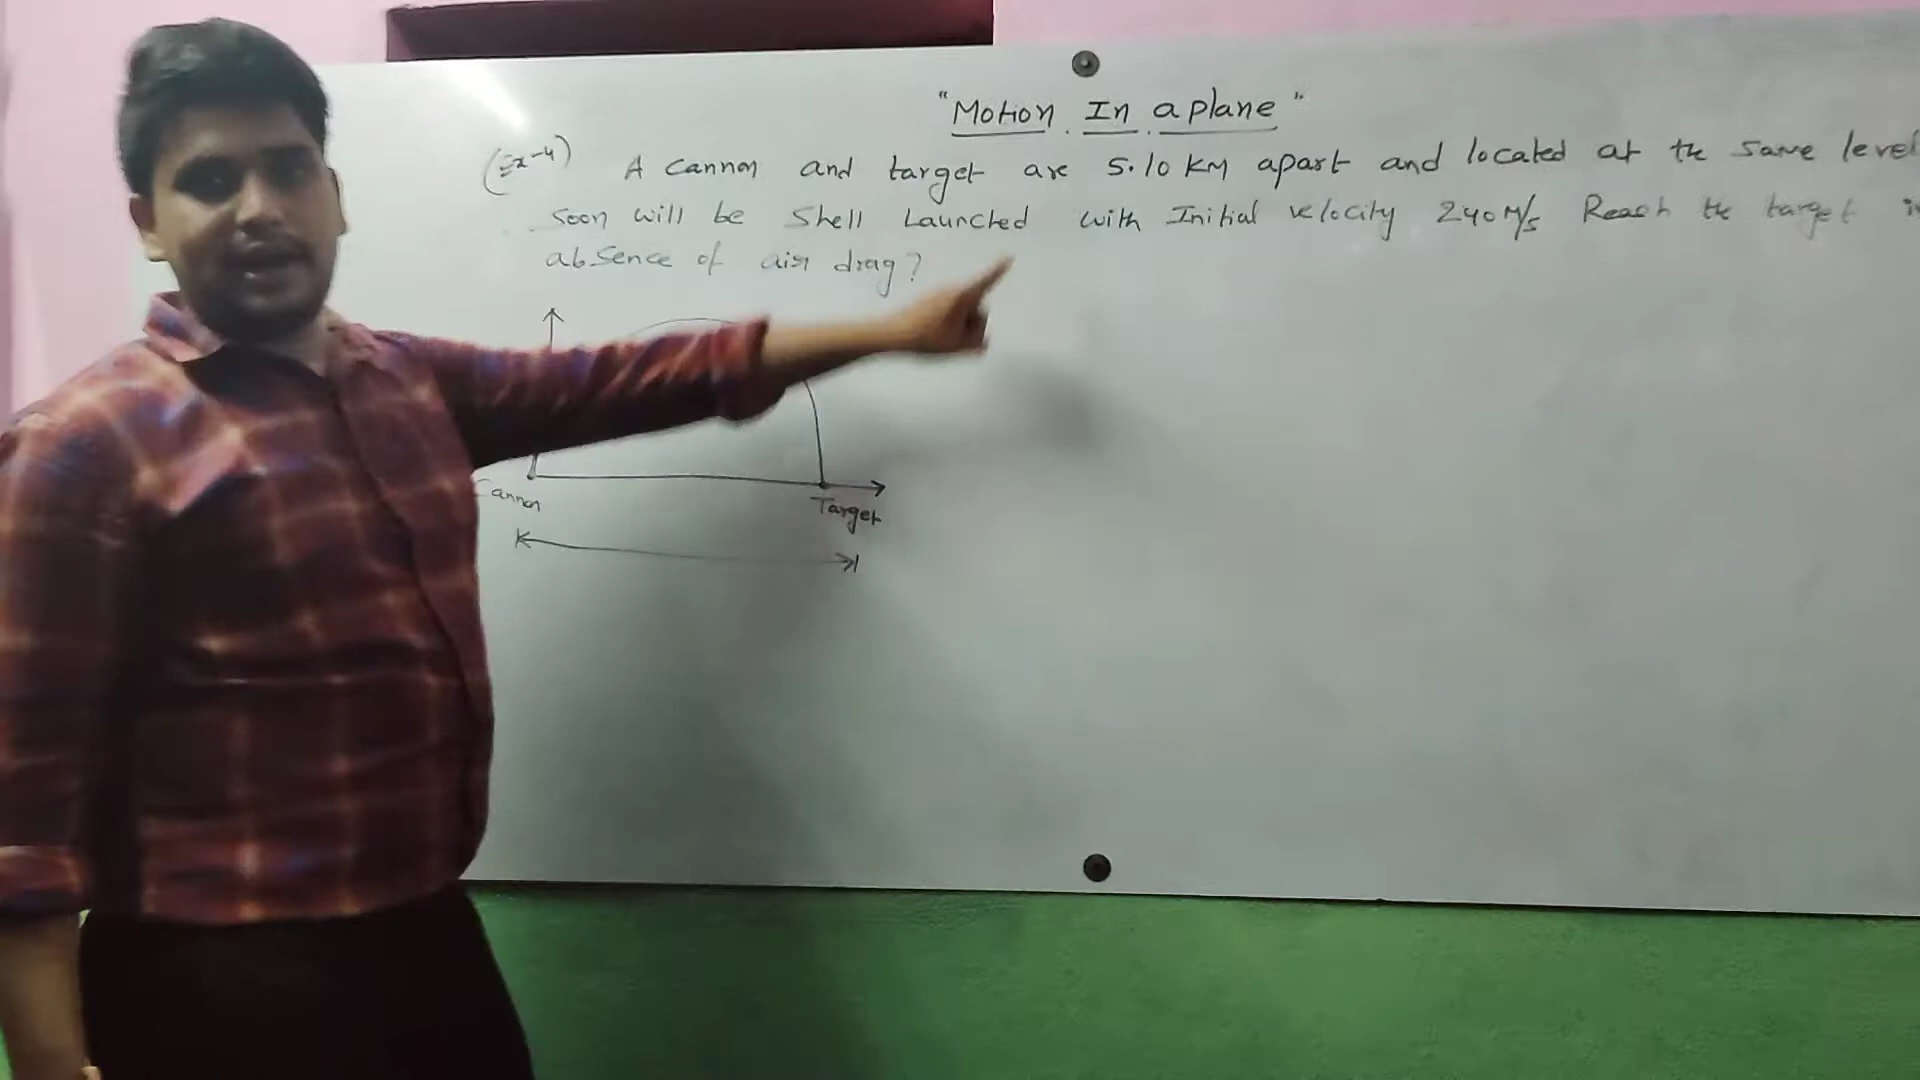 "Motion In a plane"
(Ex-4) A cannon and target are 5.10 KM apart and located at the same level
soon will be Shell Launched with Initial velocity 240 M/s Reach the target
absence of air drag?
Cannon
Target